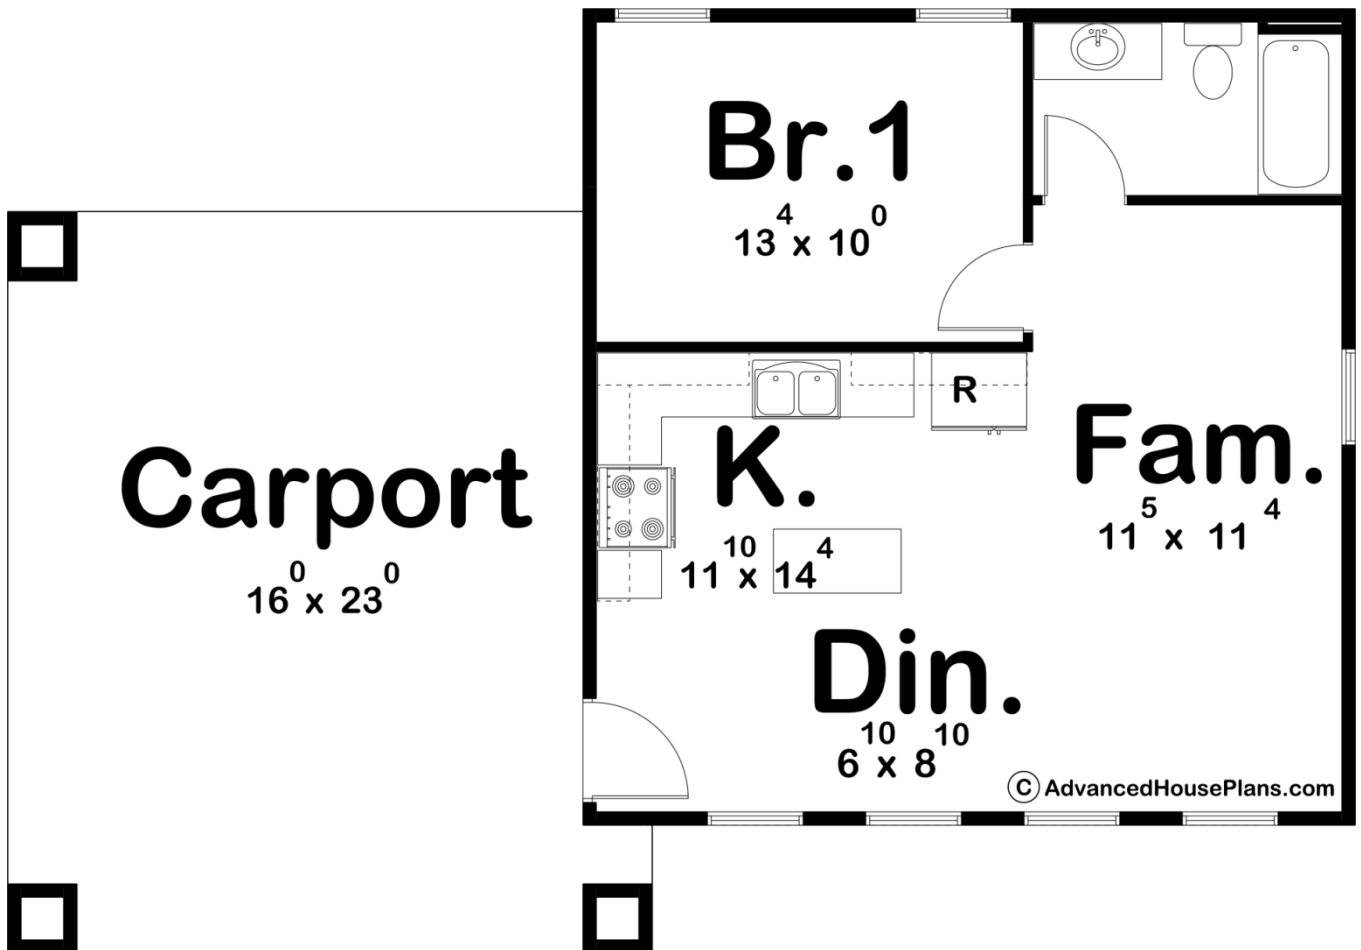 Br.1
13⁴ x 10⁰
R
Carport
16⁰ x 23⁰
K.
11¹⁰ x 14⁴
Fam.
11⁵ x 11⁴
Din.
6¹⁰ x 8¹⁰
© AdvancedHousePlans.com